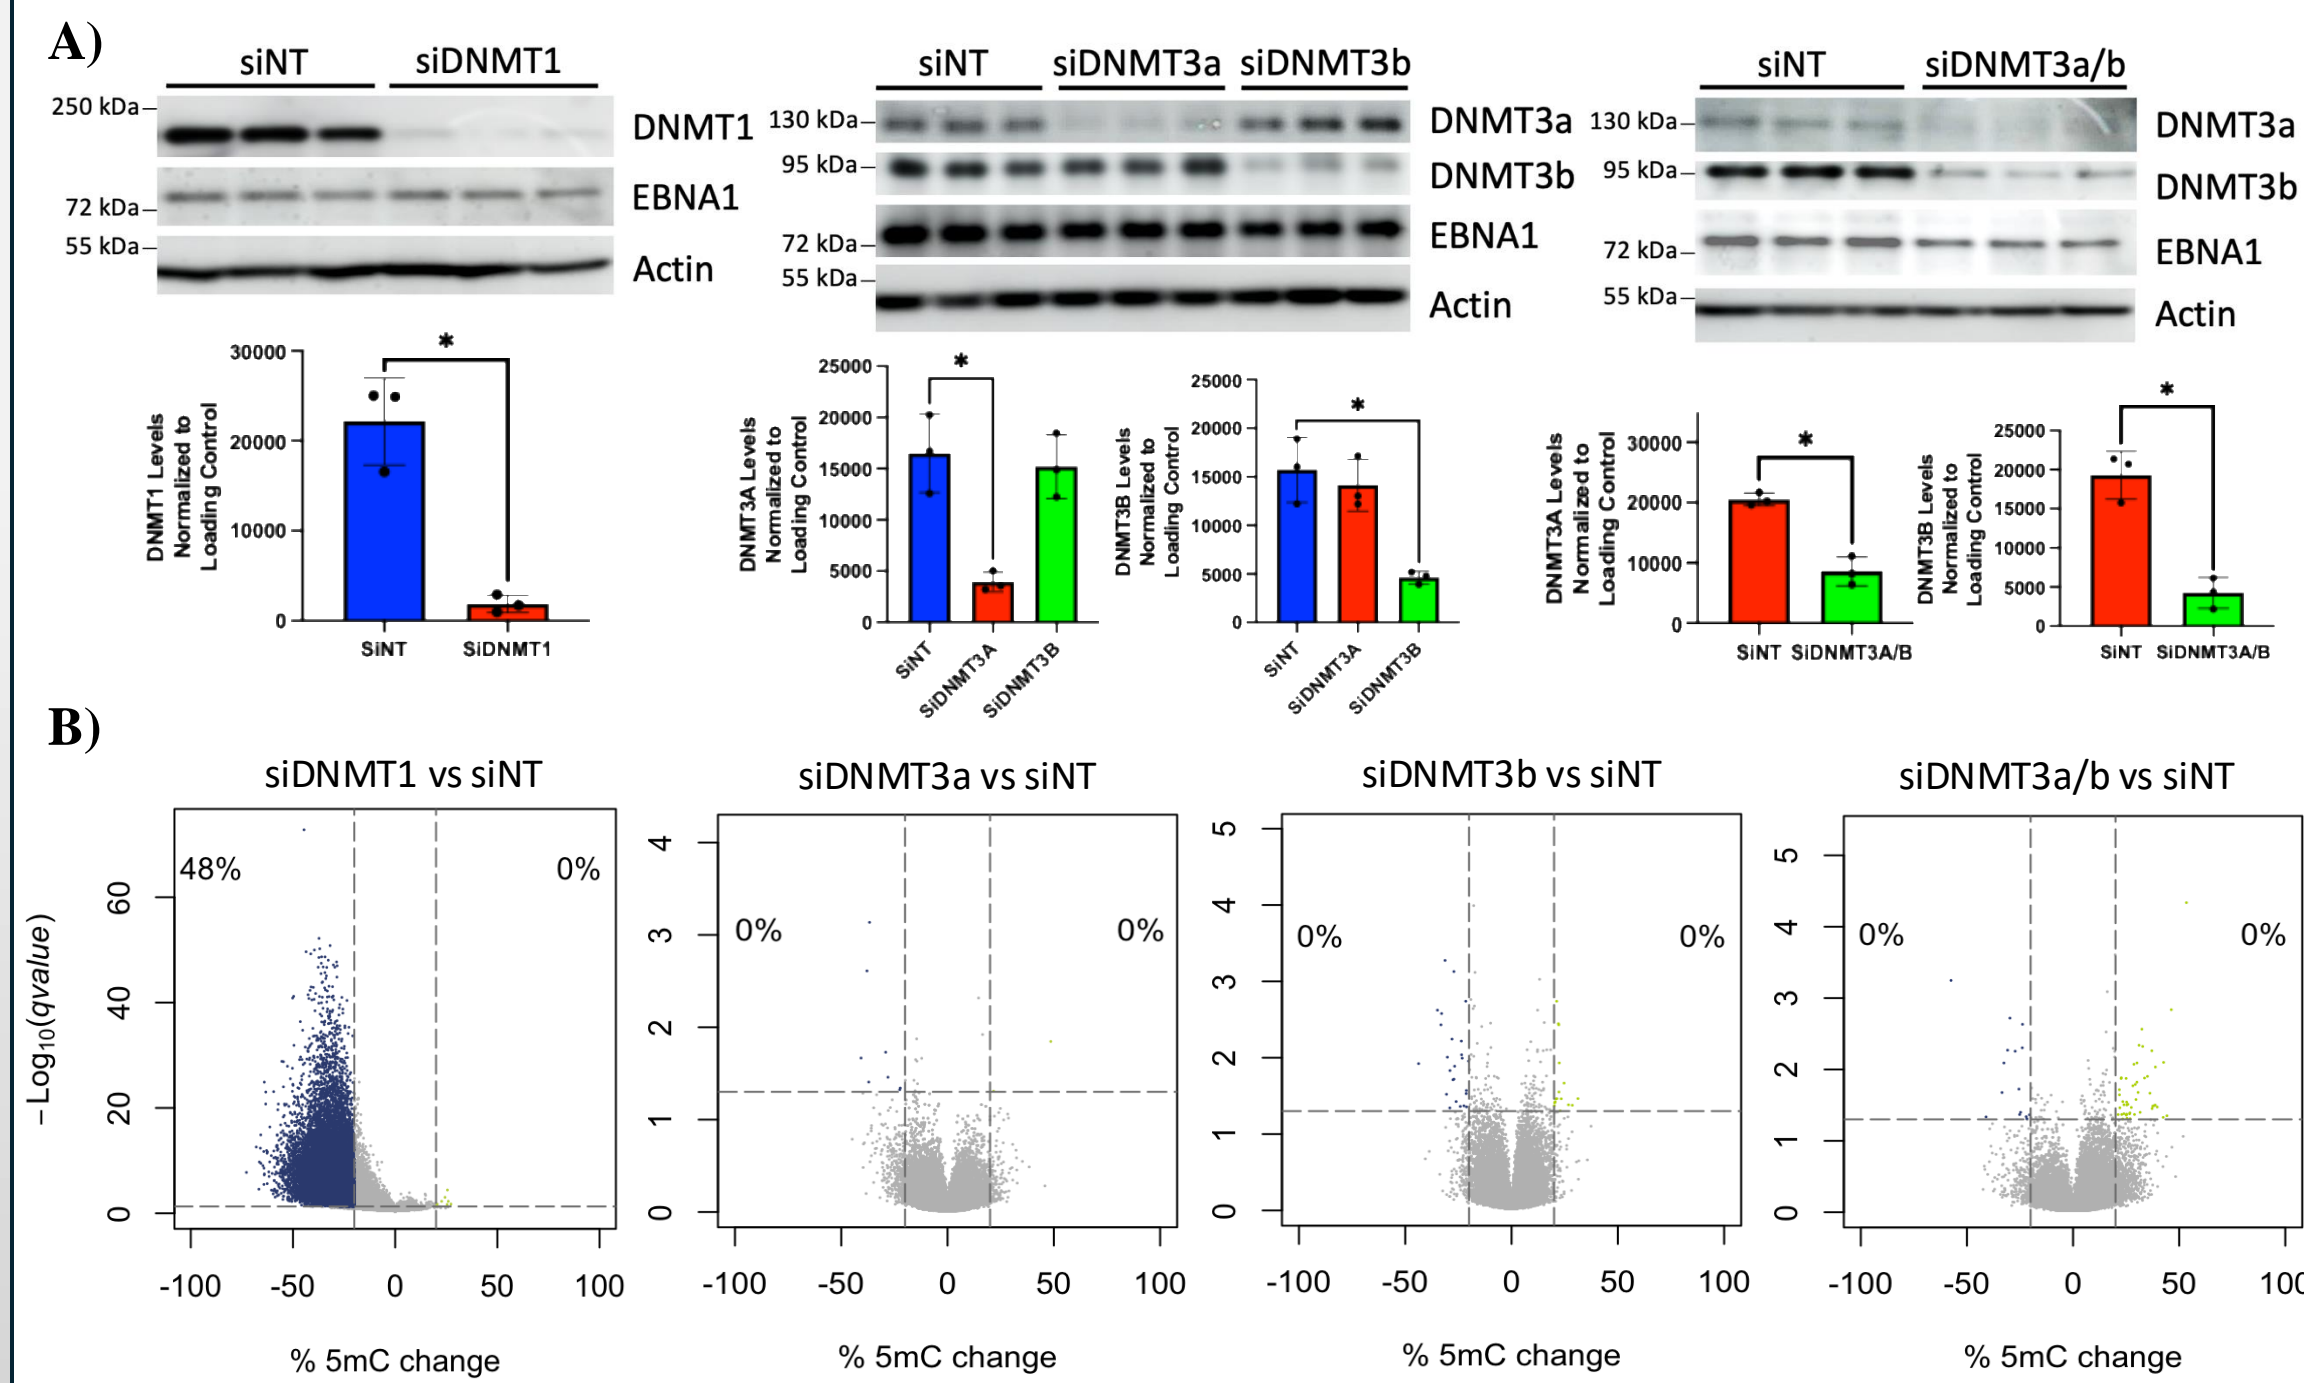 A)
siNT siDNMT1
250 kDa
DNMT1
EBNA1
72 kDa
55 kDa
Actin
siNT siDNMT3a siDNMT3b
130 kDa
DNMT3a
95 kDa
DNMT3b
EBNA1
72 kDa
55 kDa
Actin
siNT siDNMT3a/b
130 kDa
DNMT3a
95 kDa
DNMT3b
EBNA1
72 kDa
55 kDa
Actin
DNMT1 Levels
Normalized to
Loading Control
30000
20000
10000
0
*
SiNT SiDNMT1
DNMT3A Levels
Normalized to
Loading Control
25000
20000
15000
10000
5000
0
*
SiNT
SiDNMT3A
SiDNMT3B
DNMT3B Levels
Normalized to
Loading Control
25000
20000
15000
10000
5000
0
*
SiNT
SiDNMT3A
SiDNMT3B
DNMT3A Levels
Normalized to
Loading Control
30000
20000
10000
0
*
SiNT SiDNMT3A/B
DNMT3B Levels
Normalized to
Loading Control
25000
20000
15000
10000
5000
0
*
SiNT SiDNMT3A/B
B)
siDNMT1 vs siNT
48% 0%
– Log10(qvalue)
60
40
20
0
-100 -50 0 50 100
% 5mC change
siDNMT3a vs siNT
0% 0%
4
3
2
1
0
-100 -50 0 50 100
% 5mC change
siDNMT3b vs siNT
0% 0%
5
4
3
2
1
0
-100 -50 0 50 100
% 5mC change
siDNMT3a/b vs siNT
0% 0%
5
4
3
2
1
0
-100 -50 0 50 100
% 5mC change